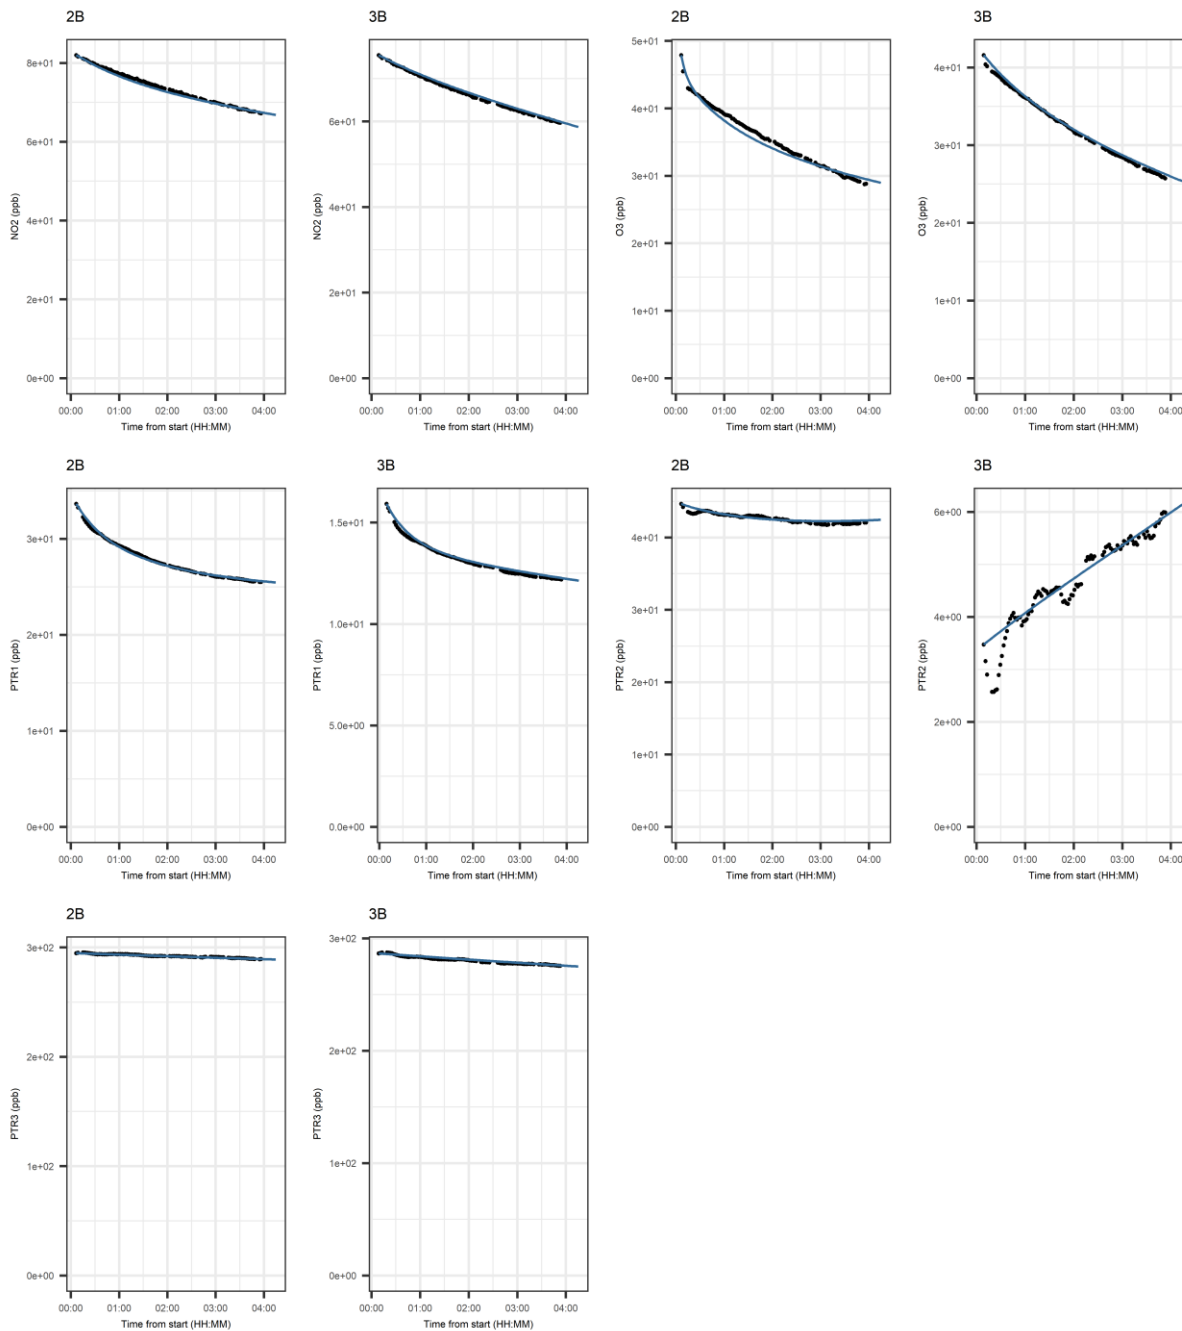 2B
NO2 (ppb)
8e+01
6e+01
4e+01
2e+01
0e+00
00:00 01:00 02:00 03:00 04:00
Time from start (HH:MM)
3B
NO2 (ppb)
6e+01
4e+01
2e+01
0e+00
00:00 01:00 02:00 03:00 04:00
Time from start (HH:MM)
2B
O3 (ppb)
5e+01
4e+01
3e+01
2e+01
1e+01
0e+00
00:00 01:00 02:00 03:00 04:00
Time from start (HH:MM)
3B
O3 (ppb)
4e+01
3e+01
2e+01
1e+01
0e+00
00:00 01:00 02:00 03:00 04:00
Time from start (HH:MM)
2B
PTR1 (ppb)
3e+01
2e+01
1e+01
0e+00
00:00 01:00 02:00 03:00 04:00
Time from start (HH:MM)
3B
PTR1 (ppb)
1.5e+01
1.0e+01
5.0e+00
0.0e+00
00:00 01:00 02:00 03:00 04:00
Time from start (HH:MM)
2B
PTR2 (ppb)
4e+01
3e+01
2e+01
1e+01
0e+00
00:00 01:00 02:00 03:00 04:00
Time from start (HH:MM)
3B
PTR2 (ppb)
6e+00
4e+00
2e+00
0e+00
00:00 01:00 02:00 03:00 04:00
Time from start (HH:MM)
2B
PTR3 (ppb)
3e+02
2e+02
1e+02
0e+00
00:00 01:00 02:00 03:00 04:00
Time from start (HH:MM)
3B
PTR3 (ppb)
3e+02
2e+02
1e+02
0e+00
00:00 01:00 02:00 03:00 04:00
Time from start (HH:MM)